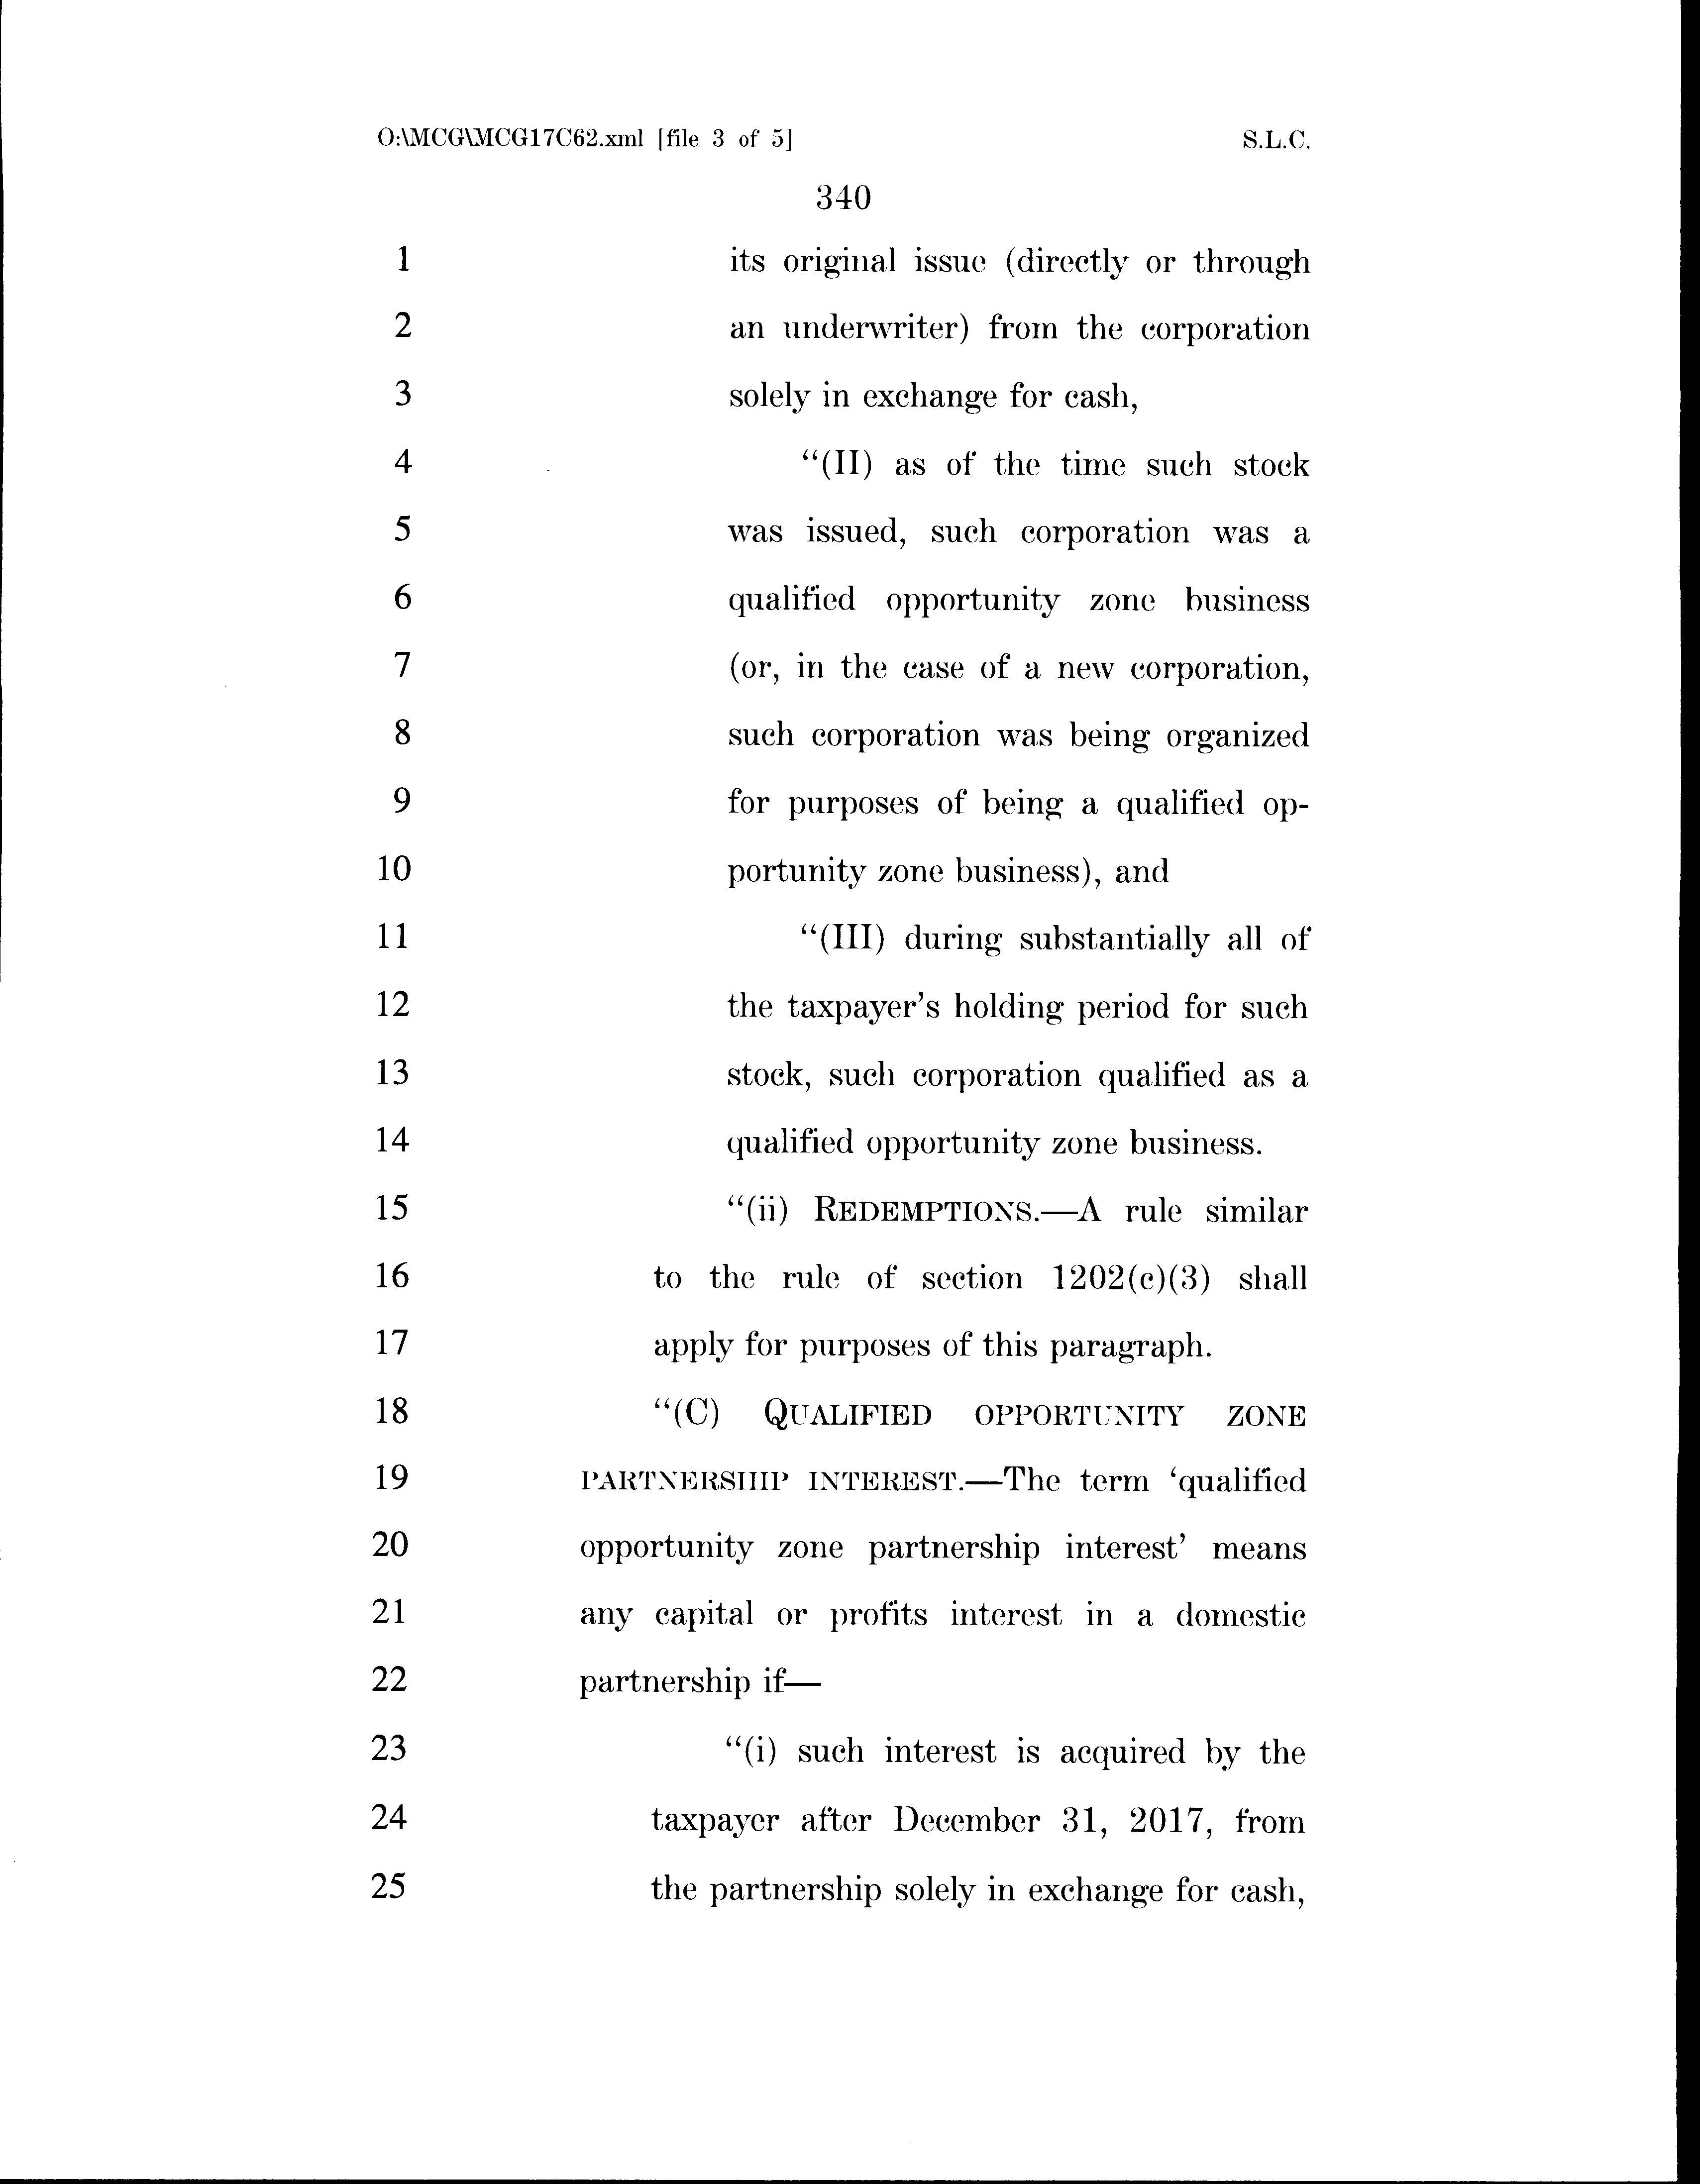 O:\MCG\MCG17C62.xml [file 3 of 5] S.L.C.
340
1 its original issue (directly or through
2 an underwriter) from the corporation
3 solely in exchange for cash,
4 “(II) as of the time such stock
5 was issued, such corporation was a
6 qualified opportunity zone business
7 (or, in the case of a new corporation,
8 such corporation was being organized
9 for purposes of being a qualified op-
10 portunity zone business), and
11 “(III) during substantially all of
12 the taxpayer’s holding period for such
13 stock, such corporation qualified as a
14 qualified opportunity zone business.
15 “(ii) REDEMPTIONS.—A rule similar
16 to the rule of section 1202(c)(3) shall
17 apply for purposes of this paragraph.
18 “(C) QUALIFIED OPPORTUNITY ZONE
19 PARTNERSHIP INTEREST.—The term ‘qualified
20 opportunity zone partnership interest’ means
21 any capital or profits interest in a domestic
22 partnership if—
23 “(i) such interest is acquired by the
24 taxpayer after December 31, 2017, from
25 the partnership solely in exchange for cash,